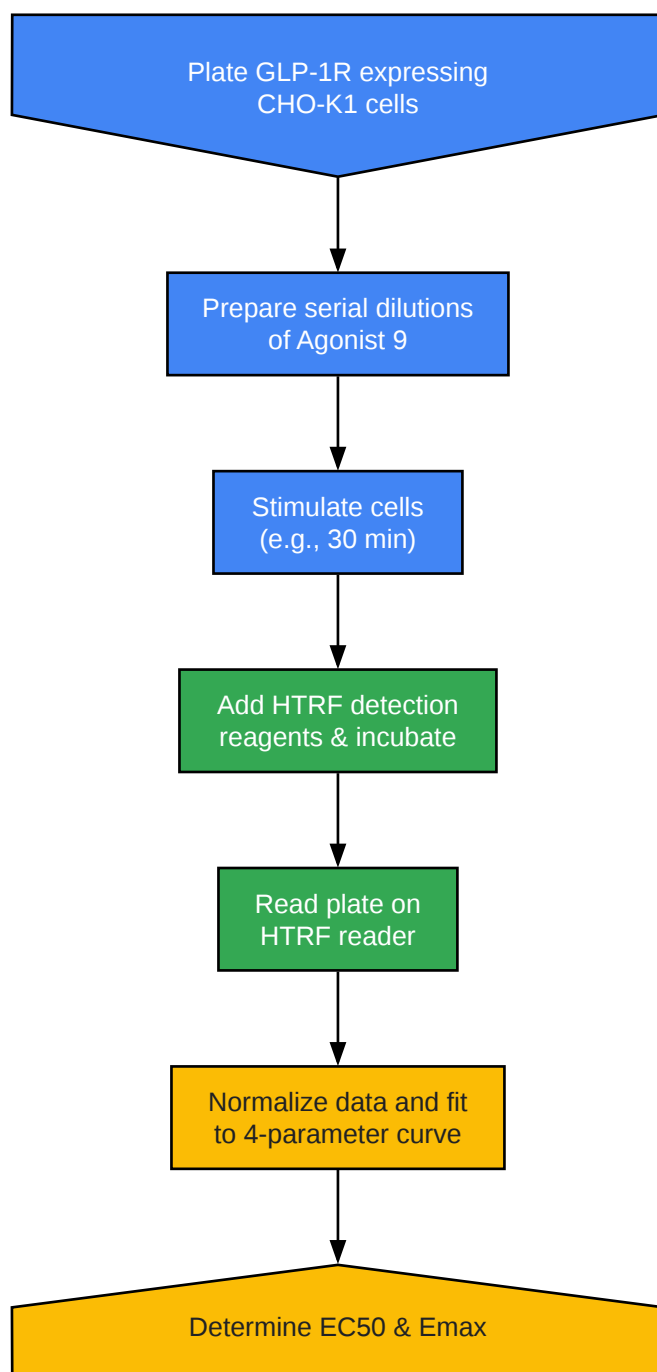 Plate GLP-1R expressing
CHO-K1 cells
Prepare serial dilutions
of Agonist 9
Stimulate cells
(e.g., 30 min)
Add HTRF detection
reagents & incubate
Read plate on
HTRF reader
Normalize data and fit
to 4-parameter curve
Determine EC50 & Emax